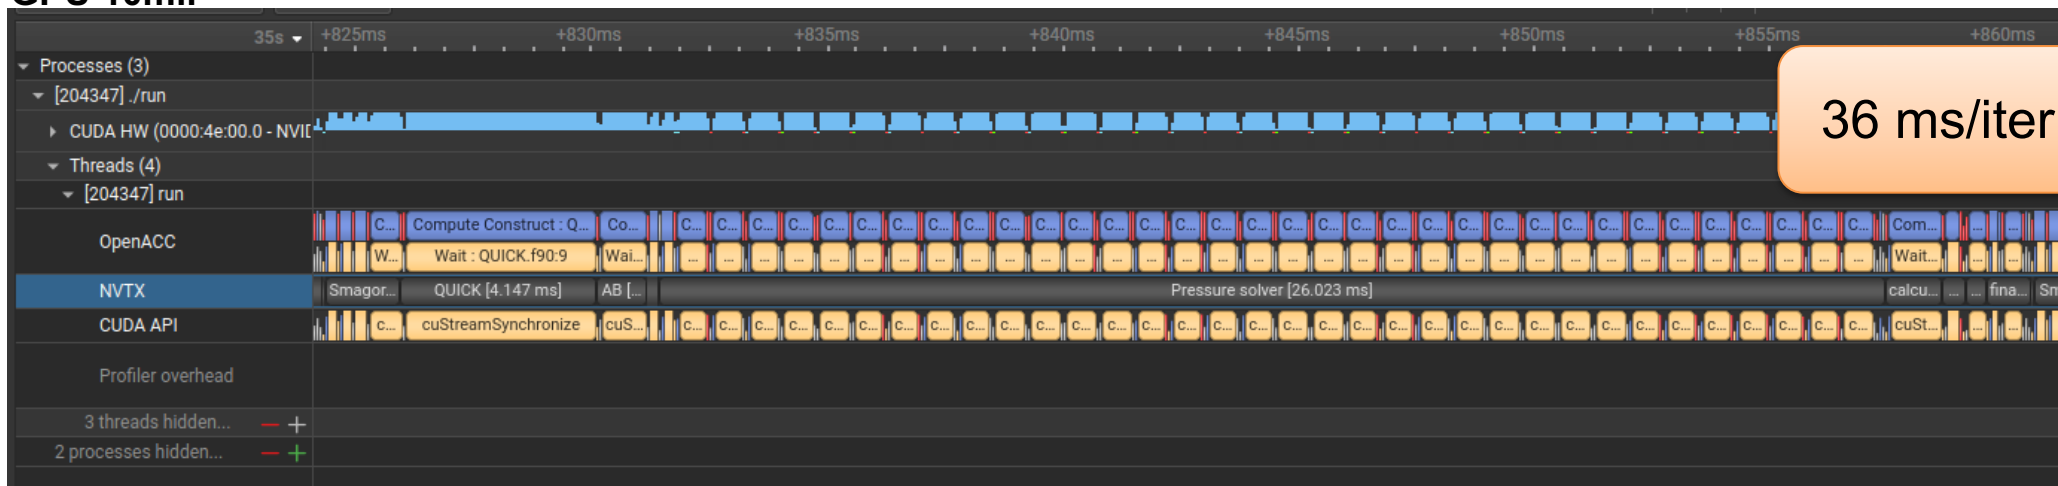 35s +825ms +830ms +835ms +840ms +845ms +850ms +855ms +860ms
Processes (3)
36 ms/iter
[204347] ./run
CUDA HW (0000:4e:00.0 - NVID
Threads (4)
[204347] run
OpenACC
C... Compute Construct : Q... Co... C... C... C... C... C... C... C... C... C... C... C... C... C... C... C... C... C... C... C... C... C... C... C... C... C... C... C... C... C... C... C... C... C... C... Com... ... ...
W... Wait : QUICK.f90:9 Wai... ... ... ... ... ... ... ... ... ... ... ... ... ... ... ... ... ... ... ... ... ... ... ... ... ... ... ... ... ... ... ... ... ... ... Wait... ... ...
NVTX Smagor... QUICK [4.147 ms] AB [... Pressure solver [26.023 ms] calcu... ... ... fina... Sm
CUDA API c... cuStreamSynchronize cuS... c... c... c... c... c... c... c... c... c... c... c... c... c... c... c... c... c... c... c... c... c... c... c... c... c... c... c... c... c... c... c... c... c... c... cuSt... ... ...
Profiler overhead
3 threads hidden... — +
2 processes hidden... — +